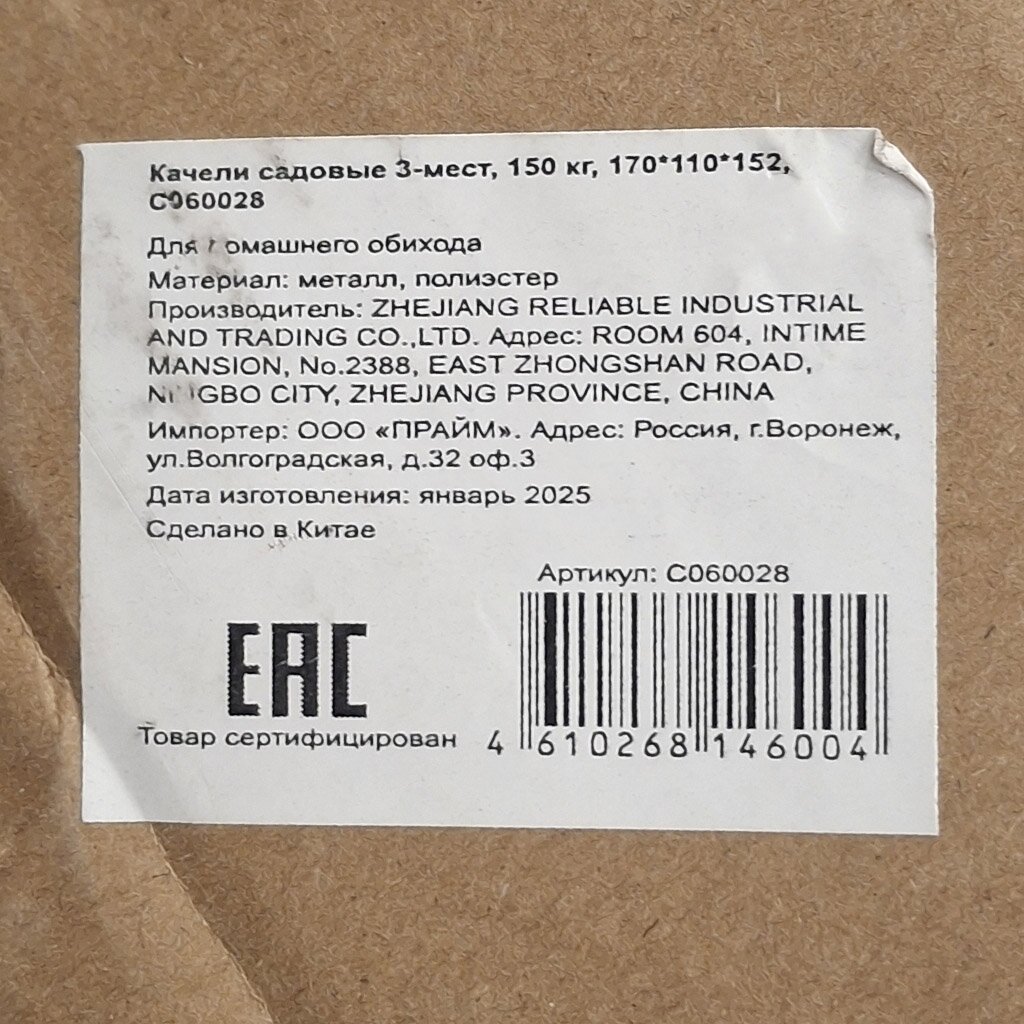 Качели садовые 3-мест, 150 кг, 170*110*152,
C060028
Для домашнего обихода
Материал: металл, полиэстер
Производитель: ZHEJIANG RELIABLE INDUSTRIAL
AND TRADING CO.,LTD. Адрес: ROOM 604, INTIME
MANSION, No.2388, EAST ZHONGSHAN ROAD,
NINGBO CITY, ZHEJIANG PROVINCE, CHINA
Импортер: ООО «ПРАЙМ». Адрес: Россия, г.Воронеж,
ул.Волгоградская, д.32 оф.3
Дата изготовления: январь 2025
Сделано в Китае
Артикул: C060028
EAC
Товар сертифицирован
4 610268 146004